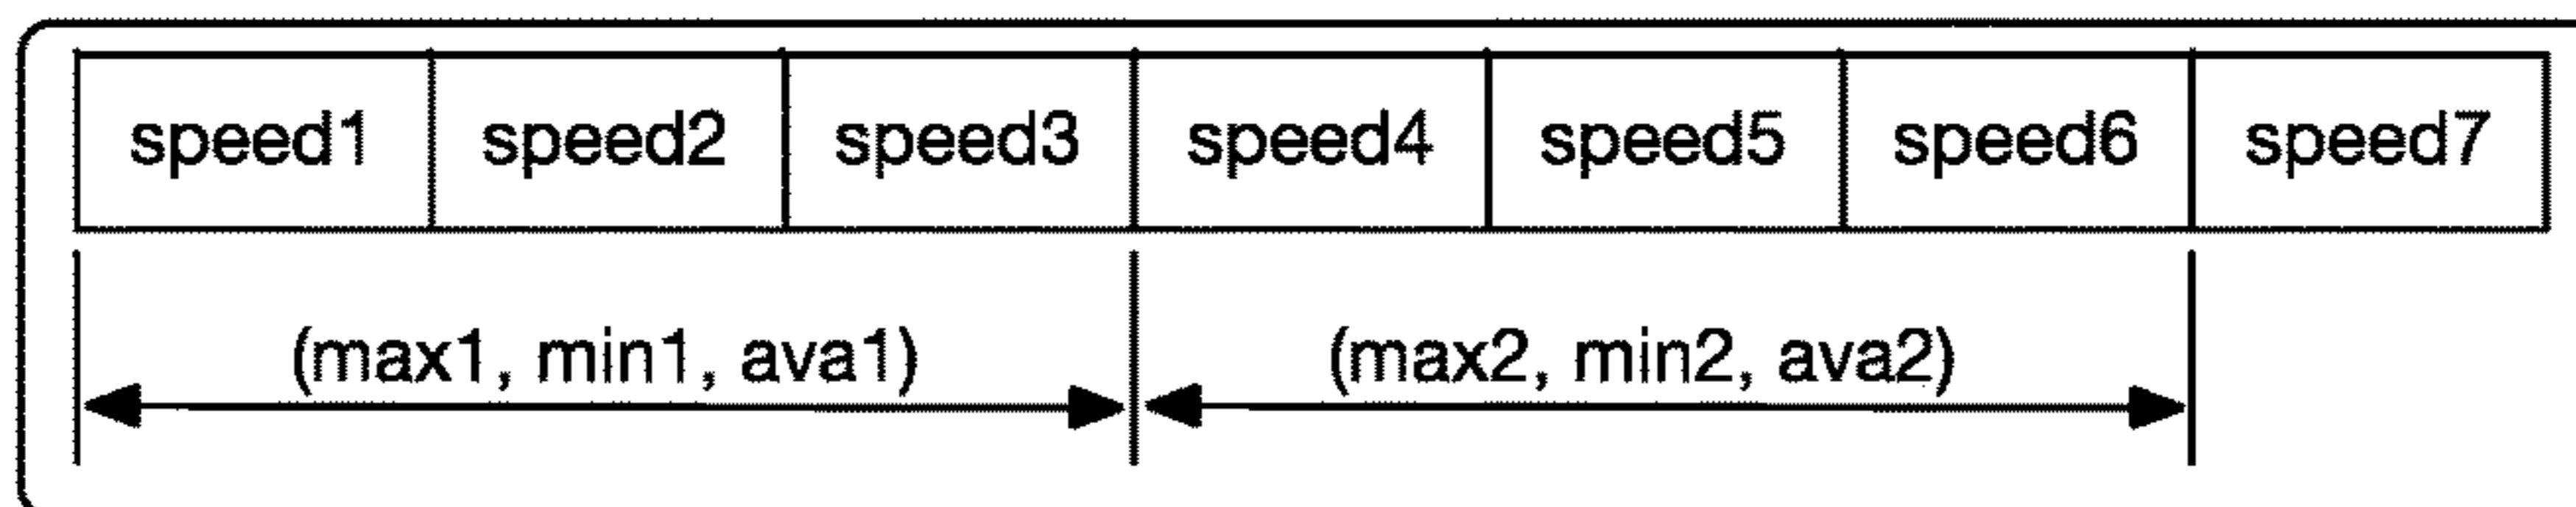 speed1 speed2 speed3 speed4 speed5 speed6 speed7
(max1, min1, ava1) (max2, min2, ava2)